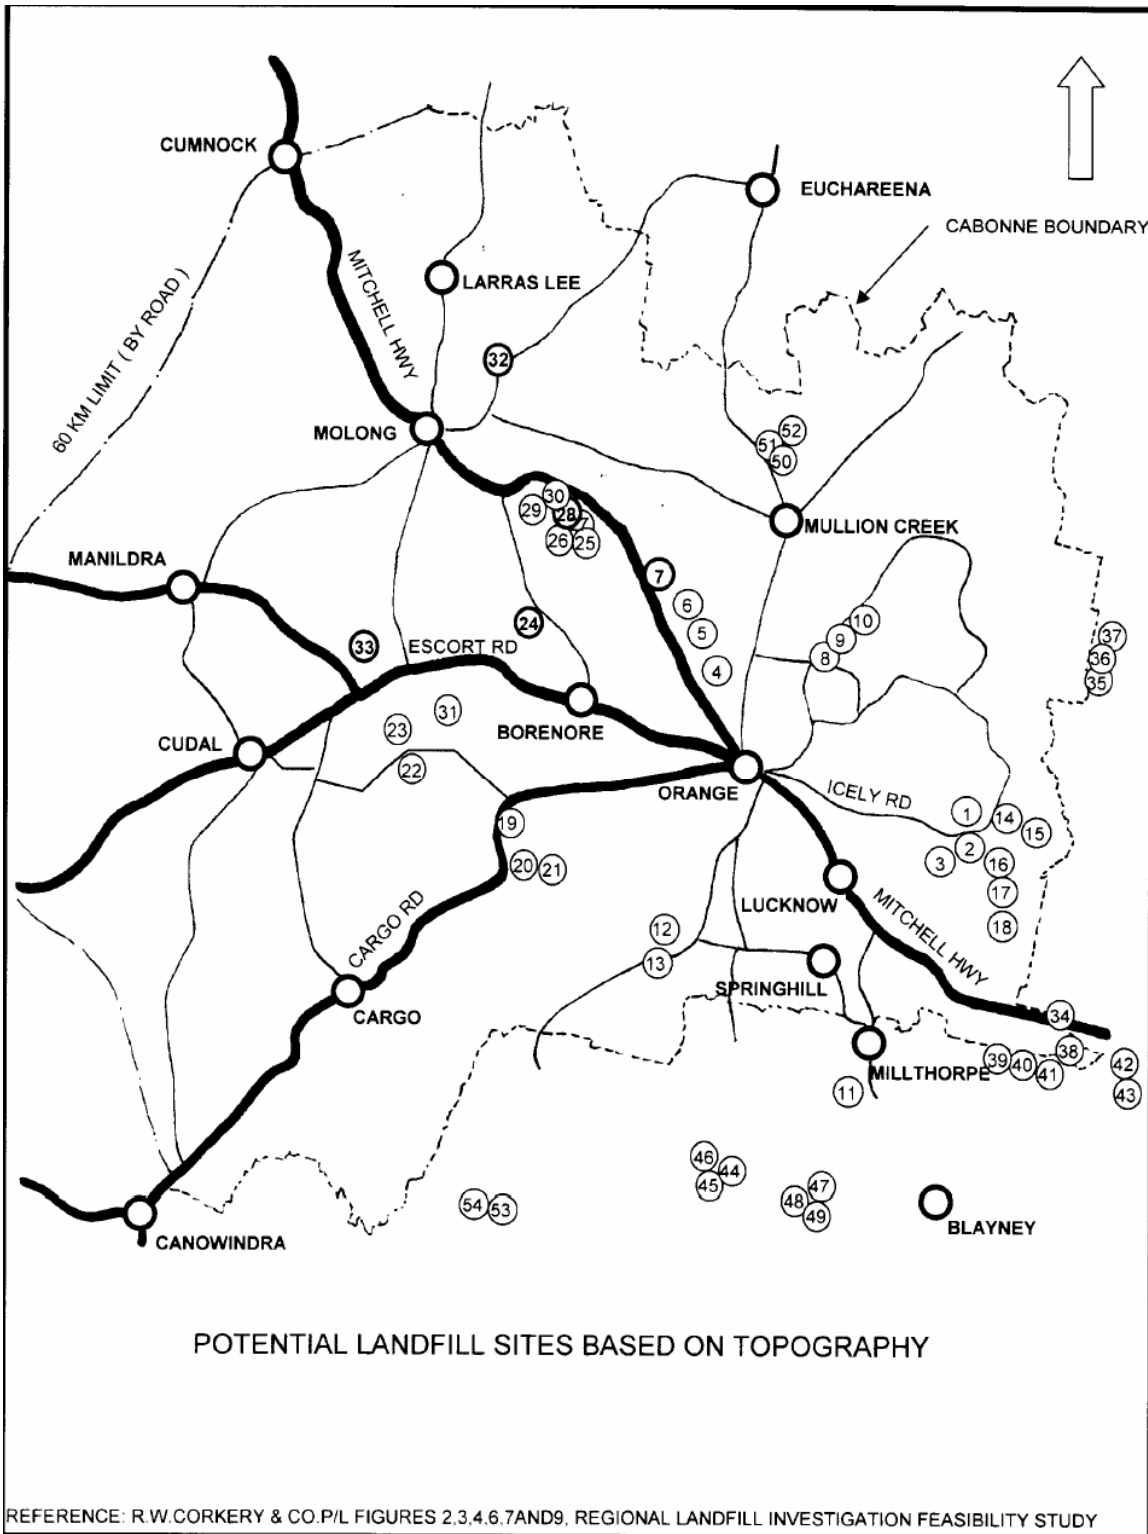 CUMNOCK
EUCHAREENA
CABONNE BOUNDARY
MITCHELL HWY
LARRAS LEE
60 KM LIMIT ( BY ROAD )
32
MOLONG
52
51
50
30
29
28
7
26
25
MULLION CREEK
MANILDRA
7
6
5
4
10
9
8
37
36
35
24
33
ESCORT RD
31
23
22
BORENORE
CUDAL
ORANGE
ICELY RD
1
14
15
2
3
16
17
18
19
20
21
LUCKNOW
MITCHELL HWY
CARGO RD
12
13
SPRINGHILL
CARGO
34
MILLTHORPE
39
40
41
38
42
43
11
46
44
45
47
48
49
54
53
BLAYNEY
CANOWINDRA
POTENTIAL LANDFILL SITES BASED ON TOPOGRAPHY
REFERENCE: R.W.CORKERY & CO.P/L FIGURES 2,3,4,6,7AND9, REGIONAL LANDFILL INVESTIGATION FEASIBILITY STUDY